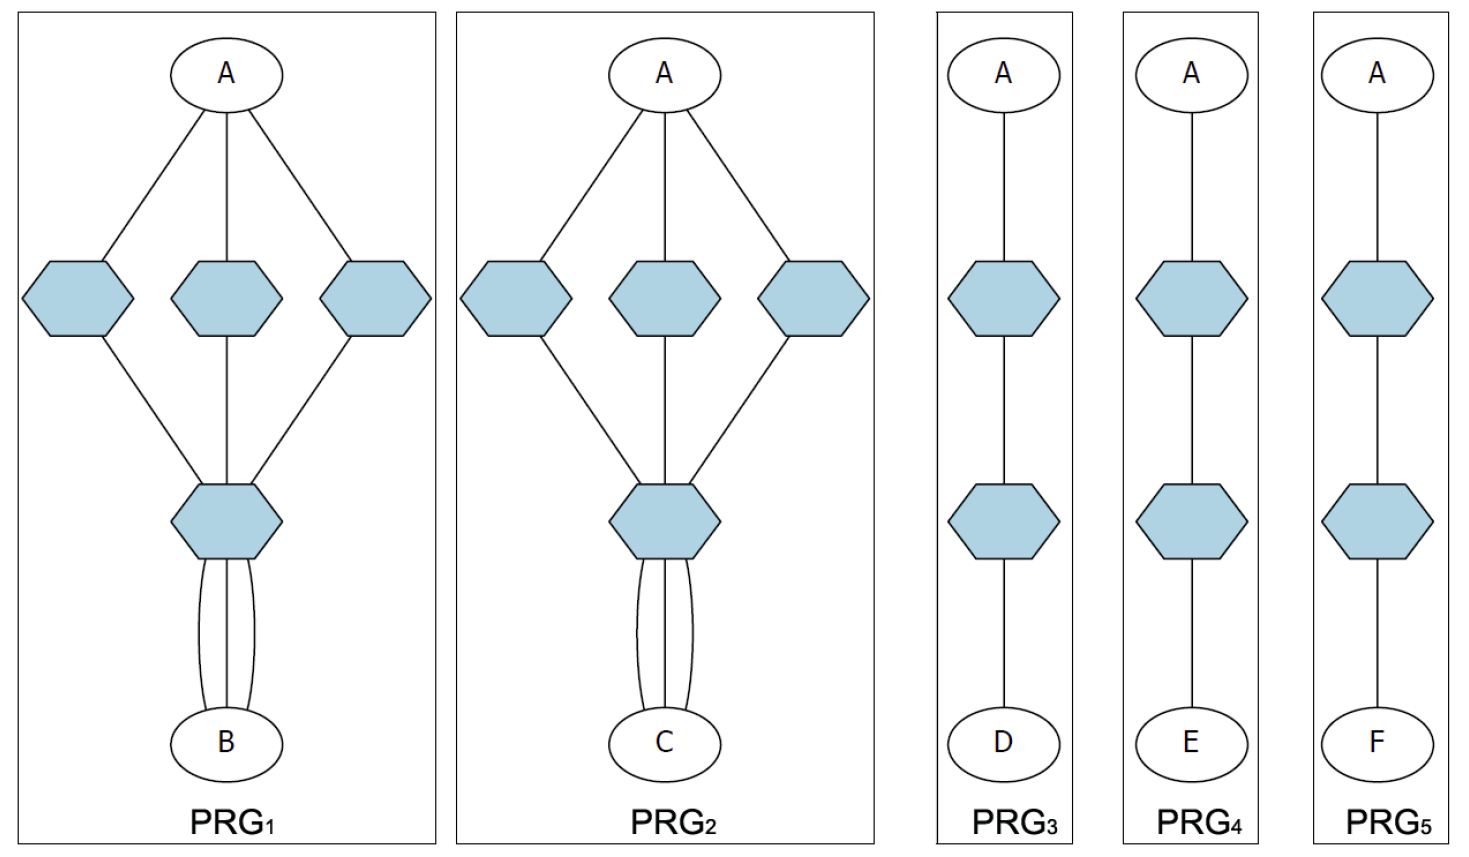 A A A A A
B C D E F
PRG₁ PRG₂ PRG₃ PRG₄ PRG₅